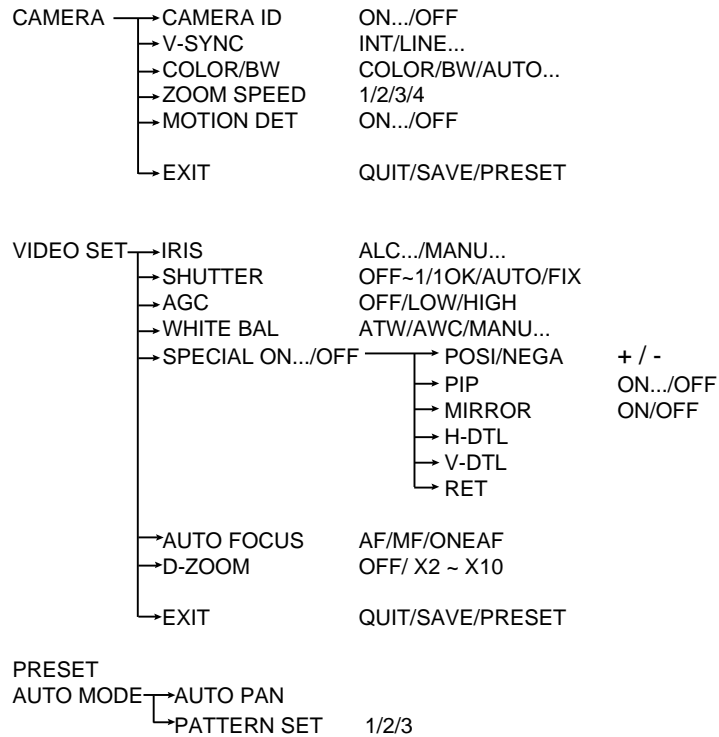 CAMERA CAMERA ID ON.../OFF
V-SYNC INT/LINE...
COLOR/BW COLOR/BW/AUTO...
ZOOM SPEED 1/2/3/4
MOTION DET ON.../OFF
EXIT QUIT/SAVE/PRESET
VIDEO SET IRIS ALC.../MANU...
SHUTTER OFF~1/1OK/AUTO/FIX
AGC OFF/LOW/HIGH
WHITE BAL ATW/AWC/MANU...
SPECIAL ON.../OFF POSI/NEGA + / -
PIP ON.../OFF
MIRROR ON/OFF
H-DTL
V-DTL
RET
AUTO FOCUS AF/MF/ONEAF
D-ZOOM OFF/ X2 ~ X10
EXIT QUIT/SAVE/PRESET
PRESET
AUTO MODE AUTO PAN
PATTERN SET 1/2/3